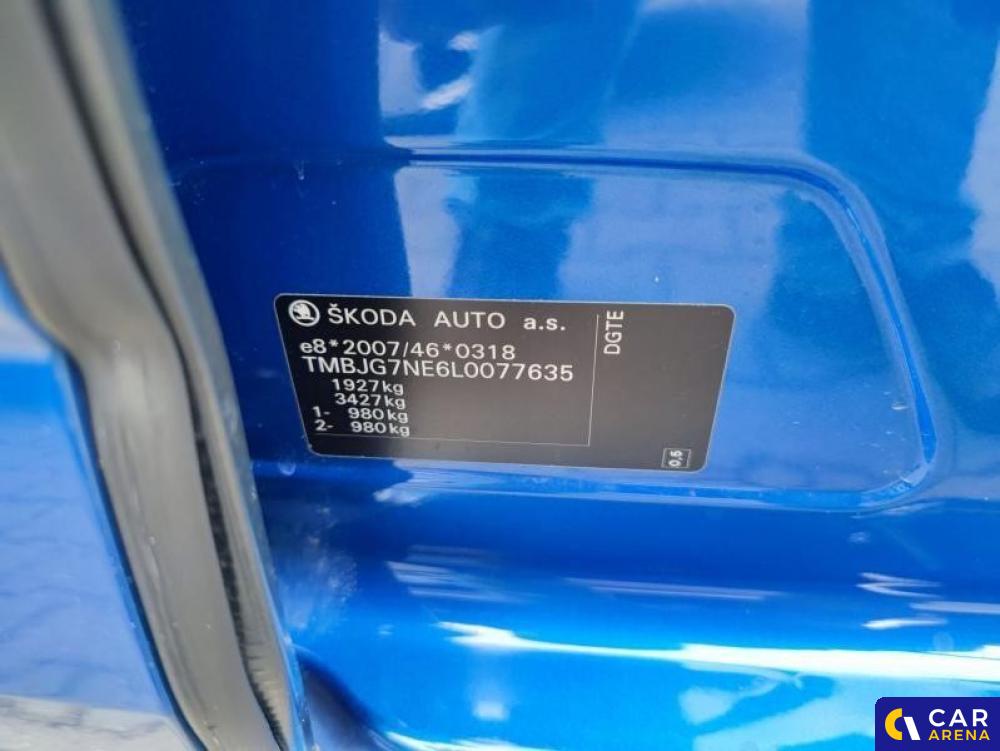 ŠKODA AUTO a.s.
e8*2007/46*0318
TMBJG7NE6L0077635
1927kg
3427kg
1- 980kg
2- 980kg
DGTE
0,5
CAR
ARENA